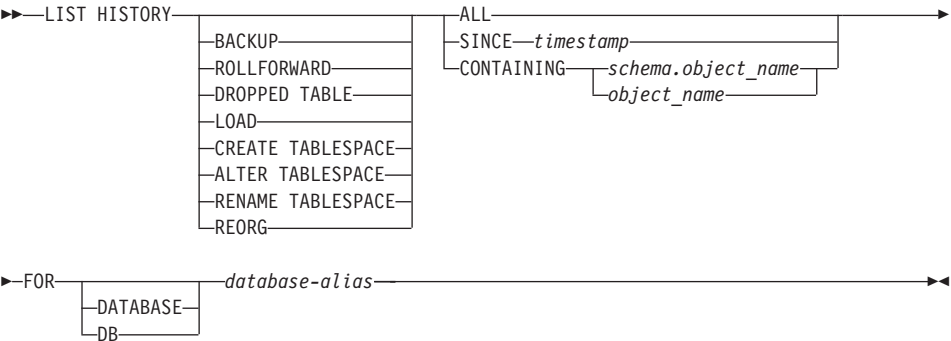 LIST HISTORY ALL
BACKUP SINCE timestamp
ROLLFORWARD CONTAINING schema.object_name
DROPPED TABLE object_name
LOAD
CREATE TABLESPACE
ALTER TABLESPACE
RENAME TABLESPACE
REORG
FOR database-alias
DATABASE
DB